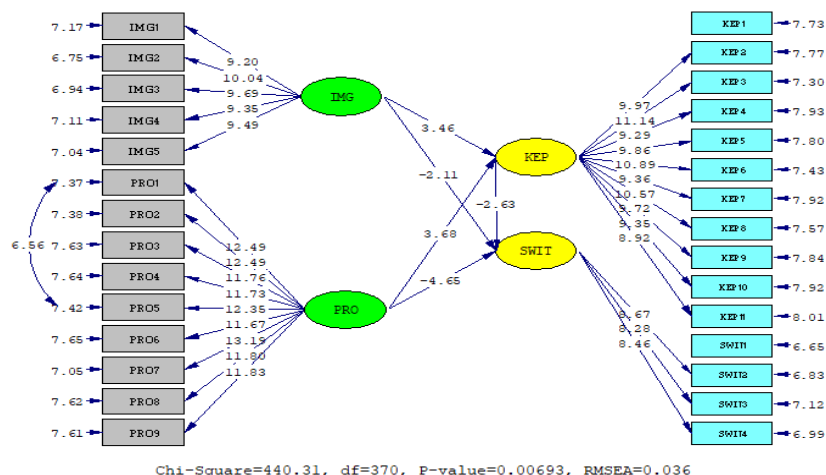 7.17 IMG1
6.75 IMG2
6.94 IMG3
7.11 IMG4
7.04 IMG5
7.37 PRO1
7.38 PRO2
7.63 PRO3
7.64 PRO4
7.42 PRO5
7.65 PRO6
7.05 PRO7
7.62 PRO8
7.61 PRO9
6.56
9.20
10.04
9.69
9.35
9.49
12.49
12.49
11.76
11.73
12.35
11.67
13.19
11.80
11.83
IMG
PRO
3.46
-2.11
-2.63
3.68
-4.65
KEP
SWIT
9.97
11.14
9.29
9.86
10.89
9.36
10.57
9.72
9.35
8.92
8.67
8.28
8.46
KEP1 7.73
KEP2 7.77
KEP3 7.30
KEP4 7.93
KEP5 7.80
KEP6 7.43
KEP7 7.92
KEP8 7.57
KEP9 7.84
KEP10 7.92
KEP11 8.01
SWIT1 6.65
SWIT2 6.83
SWIT3 7.12
SWIT4 6.99
Chi-Square=440.31, df=370, P-value=0.00693, RMSEA=0.036